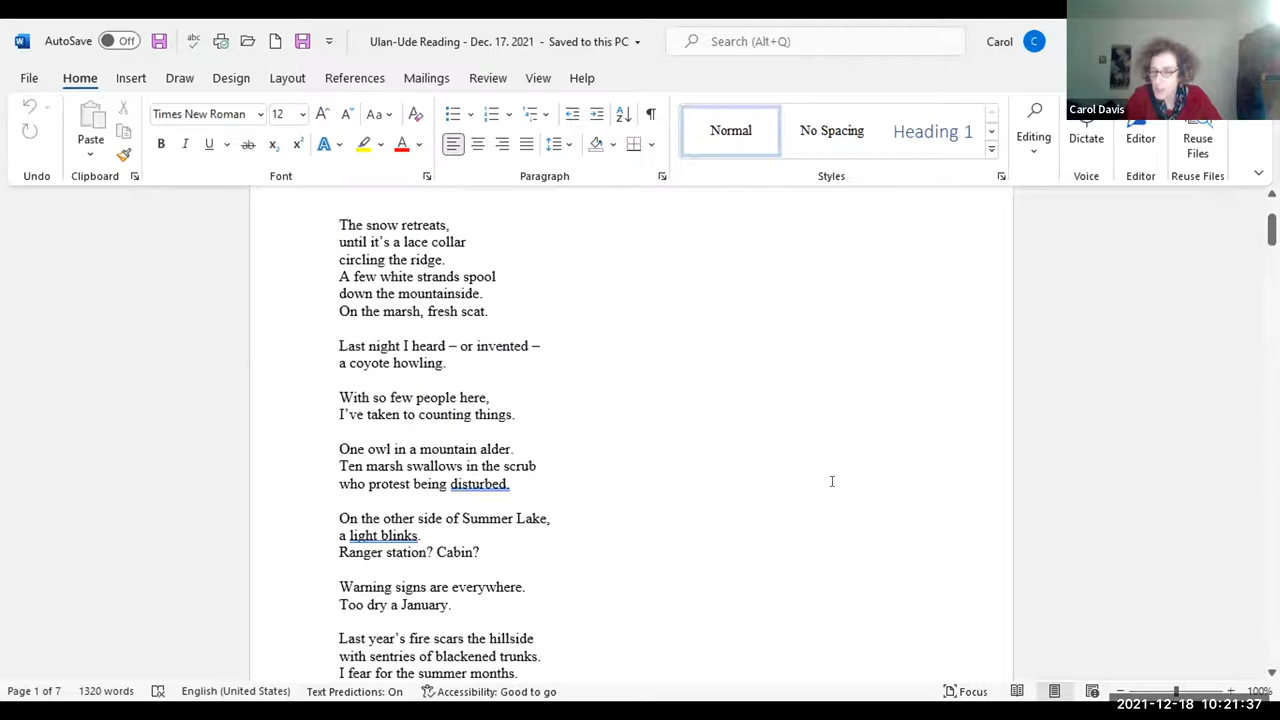 AutoSave
Off
Ulan-Ude Reading - Dec. 17. 2021 - Saved to this PC
Search (Alt+Q)
Carol
C
Carol Davis
File
Home
Insert
Draw
Design
Layout
References
Mailings
Review
View
Help
Paste
Times New Roman
12
Normal
No Spacing
Heading 1
Editing
Dictate
Editor
Reuse
Files
Undo
Clipboard
Font
Paragraph
Styles
Voice
Editor
Reuse Files
The snow retreats,
until it’s a lace collar
circling the ridge.
A few white strands spool
down the mountainside.
On the marsh, fresh scat.
Last night I heard – or invented –
a coyote howling.
With so few people here,
I’ve taken to counting things.
One owl in a mountain alder.
Ten marsh swallows in the scrub
who protest being disturbed.
On the other side of Summer Lake,
a light blinks.
Ranger station? Cabin?
Warning signs are everywhere.
Too dry a January.
Last year’s fire scars the hillside
with sentries of blackened trunks.
I fear for the summer months.
Page 1 of 7
1320 words
English (United States)
Text Predictions: On
Accessibility: Good to go
Focus
100%
2021-12-18 10:21:37